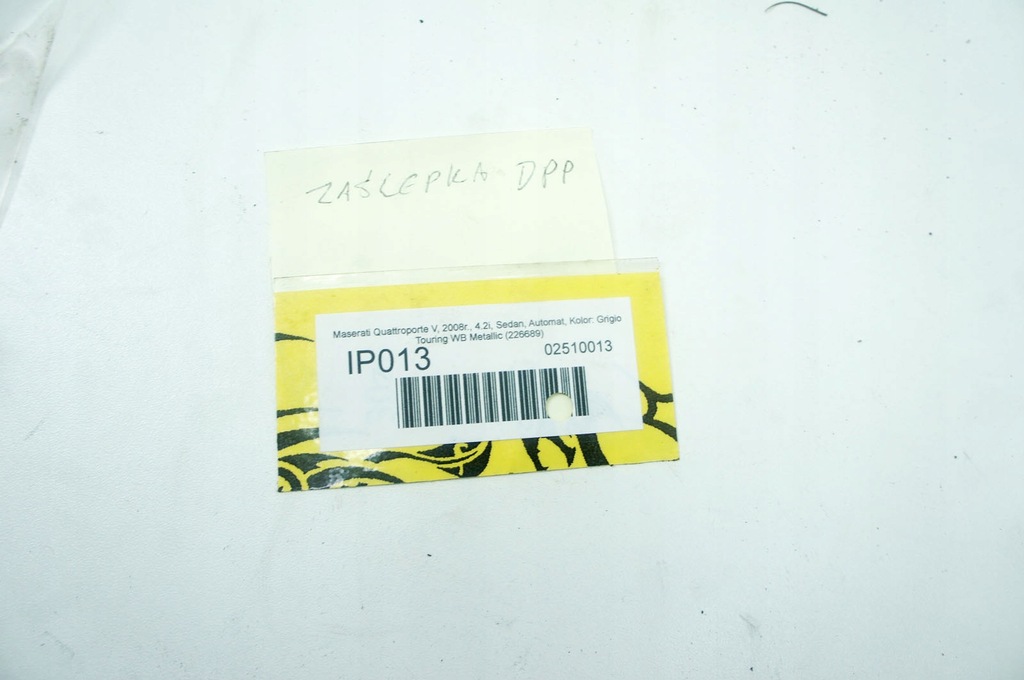 ZAŚLEPKA DPP
Maserati Quattroporte V, 2008r., 4.2i, Sedan, Automat, Kolor: Grigio
Touring WB Metallic (226689)
IP013
02510013